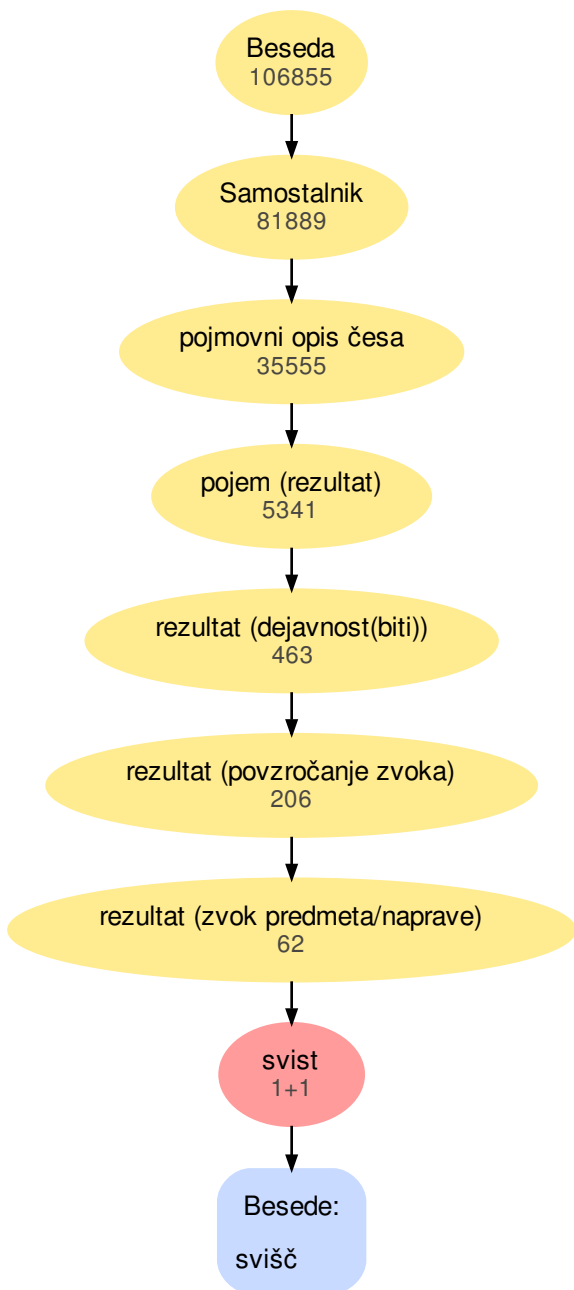 Beseda
106855
Samostalnik
81889
pojmovni opis česa
35555
pojem (rezultat)
5341
rezultat (dejavnost(biti))
463
rezultat (povzročanje zvoka)
206
rezultat (zvok predmeta/naprave)
62
svist
1+1
Besede:
svišč